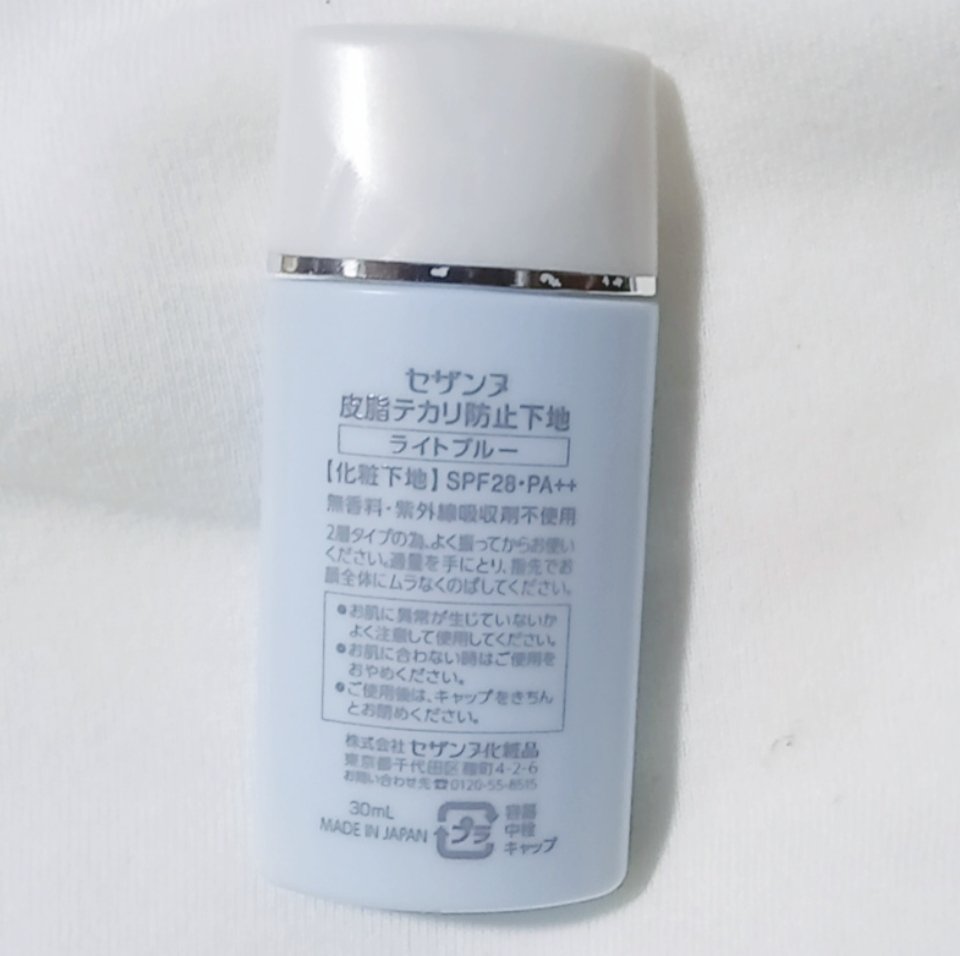 セザンヌ
皮脂テカリ防止下地
ライトブルー
【化粧下地】SPF28・PA++
無香料・紫外線吸収剤不使用
2層タイプの為、よく振ってからお使い
ください。適量を手にとり、指先でお
顔全体にムラなくのばしてください。
●お肌に異常が生じていないか
よく注意して使用してください。
●お肌に合わない時はご使用を
おやめください。
●ご使用後は、キャップをきちん
とお閉めください。
株式会社 セザンヌ化粧品
東京都千代田区麹町4-2-6
お問い合わせ先☎0120-55-8515
30mL
MADE IN JAPAN
プラ
容器
中栓
キャップ